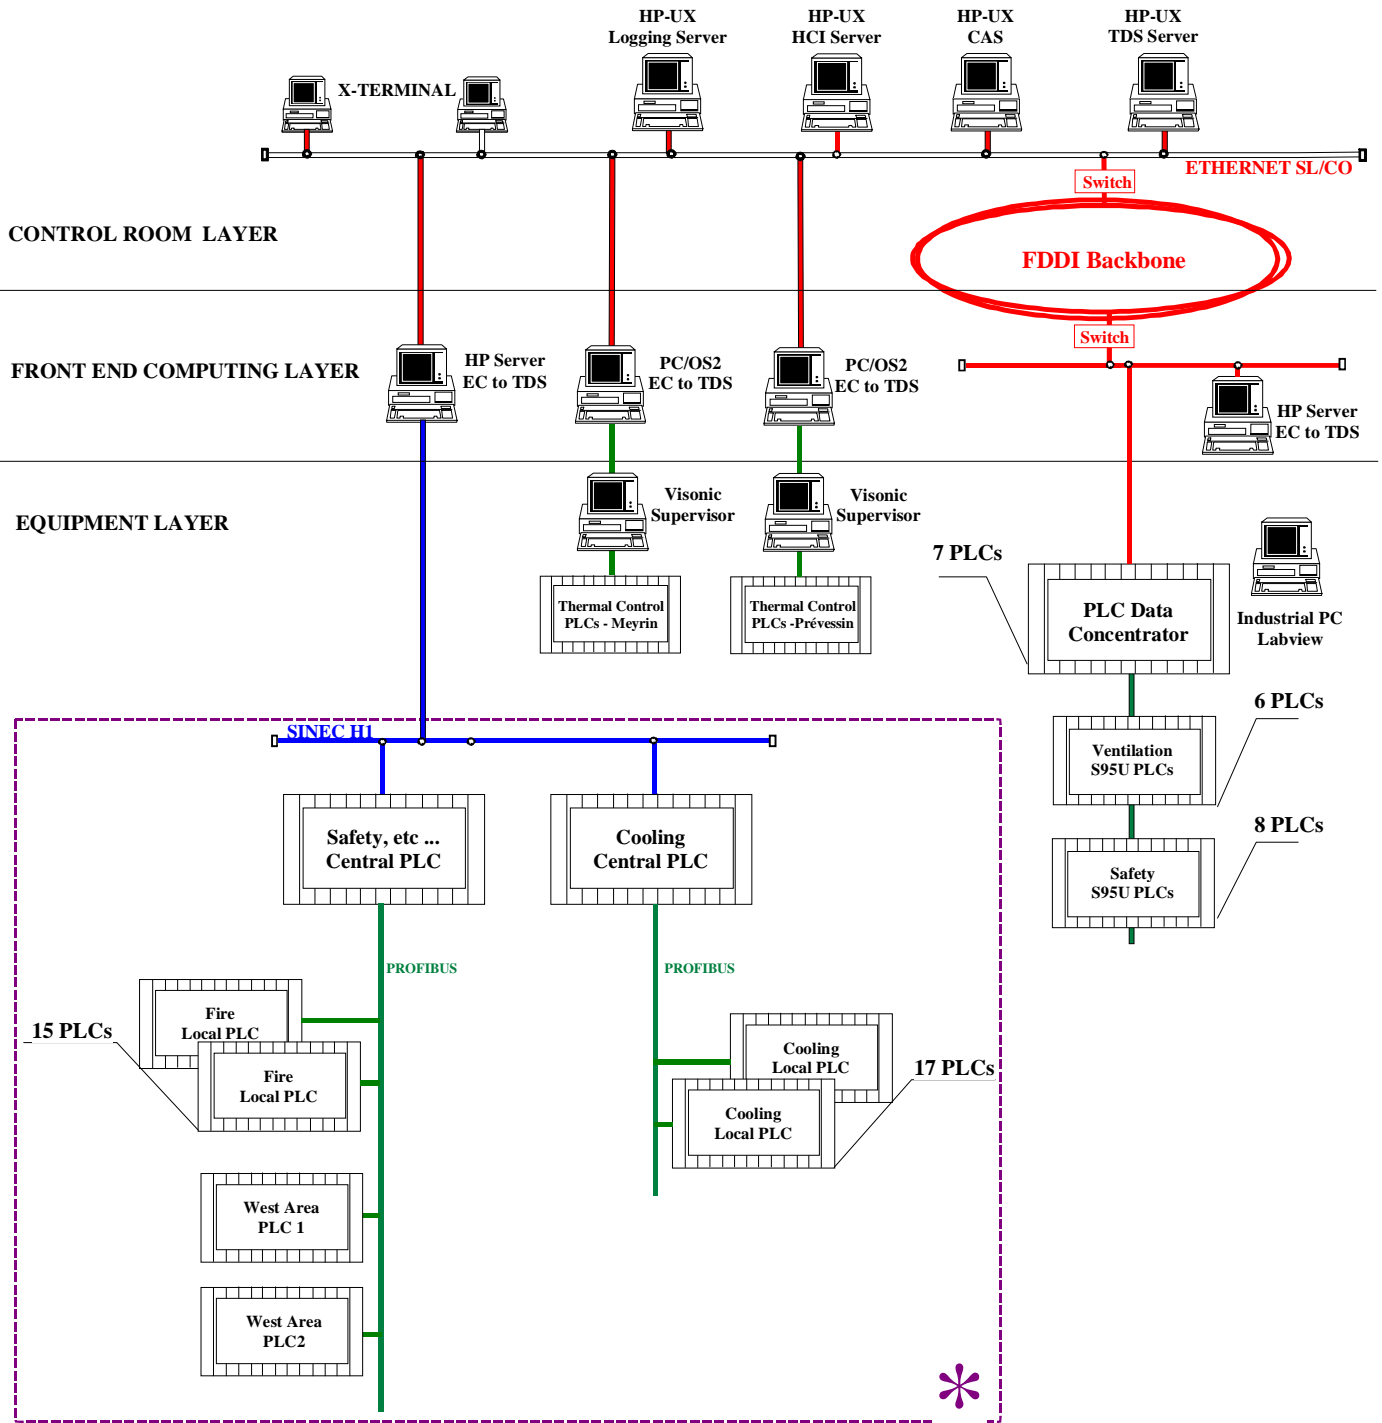 HP-UX
Logging Server
HP-UX
HCI Server
HP-UX
CAS
HP-UX
TDS Server
X-TERMINAL
ETHERNET SL/CO
Switch
CONTROL ROOM LAYER
FDDI Backbone
Switch
FRONT END COMPUTING LAYER
HP Server
EC to TDS
PC/OS2
EC to TDS
PC/OS2
EC to TDS
HP Server
EC to TDS
EQUIPMENT LAYER
Visonic
Supervisor
Visonic
Supervisor
7 PLCs
Thermal Control
PLCs - Meyrin
Thermal Control
PLCs -Prévessin
PLC Data
Concentrator
Industrial PC
Labview
SINEC H1
6 PLCs
Ventilation
S95U PLCs
Safety, etc ...
Central PLC
Cooling
Central PLC
8 PLCs
Safety
S95U PLCs
PROFIBUS
PROFIBUS
15 PLCs
Fire
Local PLC
Fire
Local PLC
Cooling
Local PLC
17 PLCs
Cooling
Local PLC
West Area
PLC 1
West Area
PLC2
*